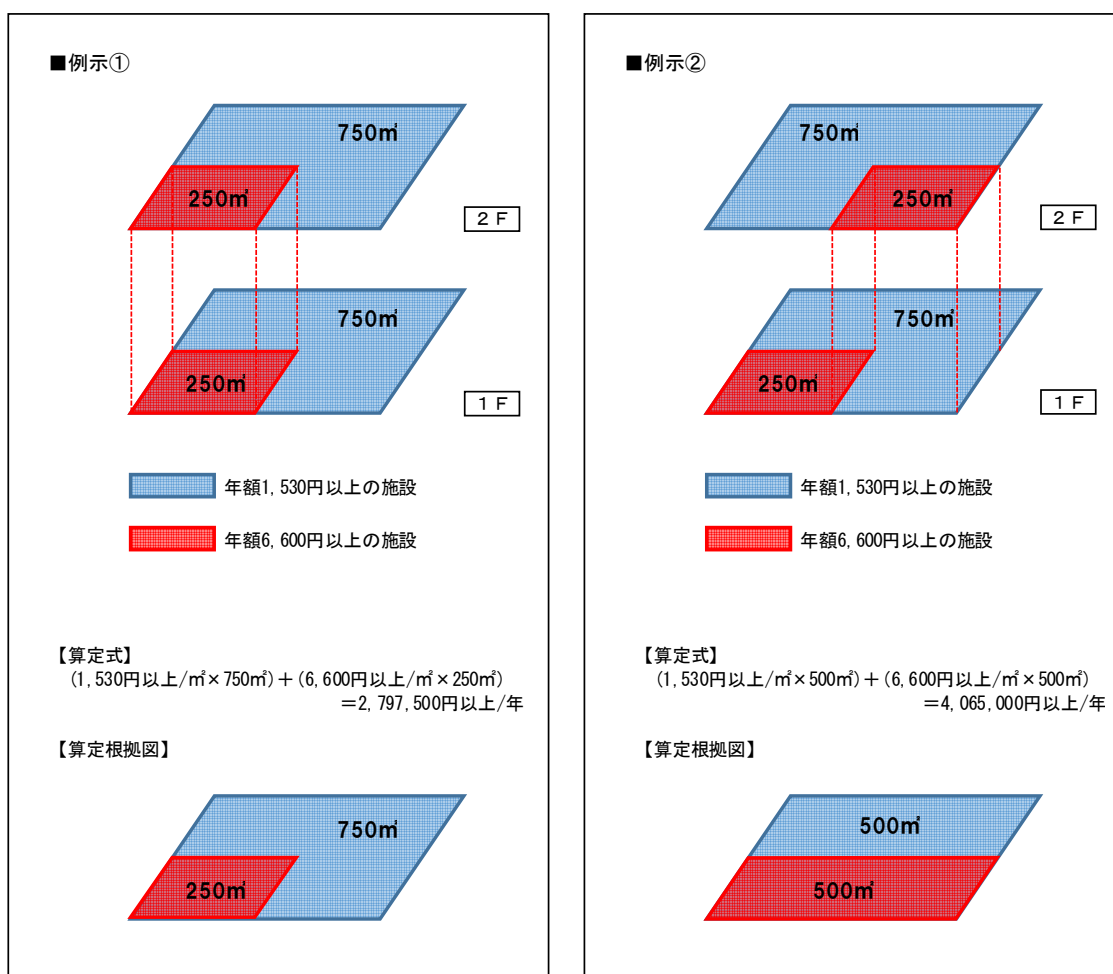 ■例示①
750㎡
250㎡
２Ｆ
750㎡
250㎡
１Ｆ
年額1,530円以上の施設
年額6,600円以上の施設
【算定式】
(1,530円以上/㎡×750㎡)＋(6,600円以上/㎡×250㎡)
＝2,797,500円以上/年
【算定根拠図】
750㎡
250㎡
■例示②
750㎡
250㎡
２Ｆ
750㎡
250㎡
１Ｆ
年額1,530円以上の施設
年額6,600円以上の施設
【算定式】
(1,530円以上/㎡×500㎡)＋(6,600円以上/㎡×500㎡)
＝4,065,000円以上/年
【算定根拠図】
500㎡
500㎡